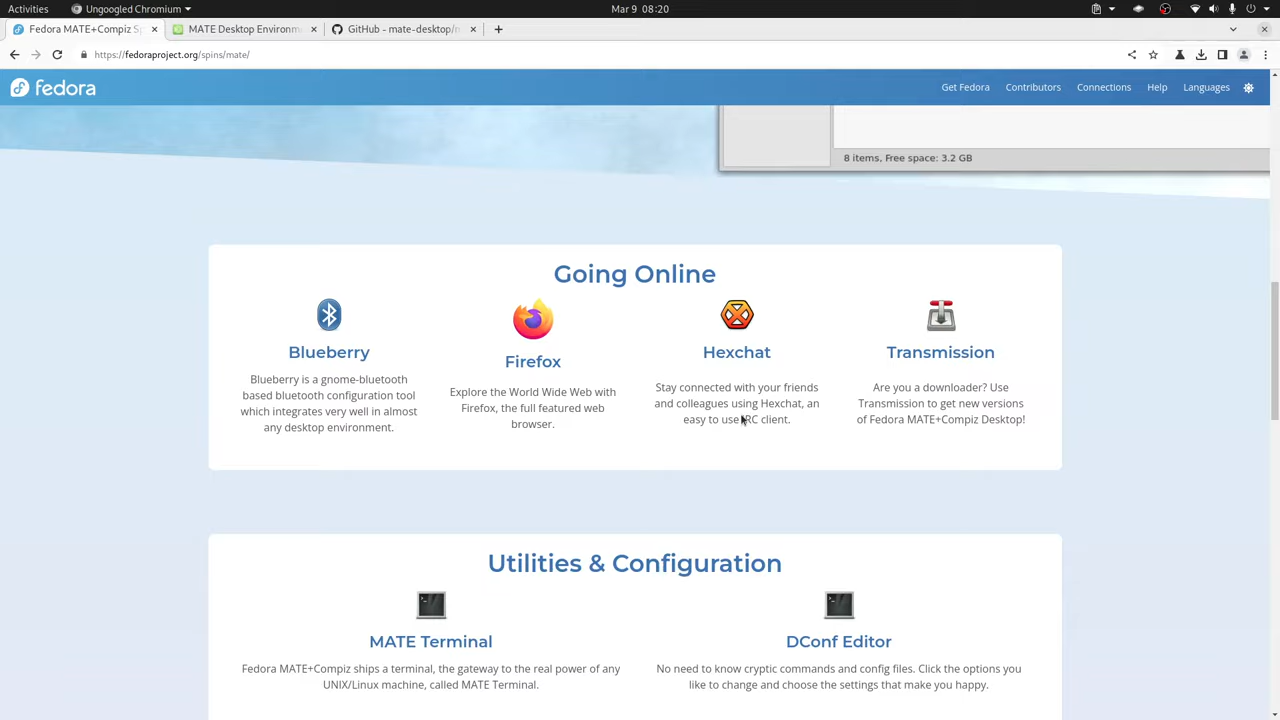 Activities
Ungoogled Chromium
Mar 9 08:20
Fedora MATE+Compiz S
MATE Desktop Environm
GitHub - mate-desktop/
https://fedoraproject.org/spins/mate/
fedora
Get Fedora
Contributors
Connections
Help
Languages
8 items, Free space: 3.2 GB
Going Online
Blueberry
Blueberry is a gnome-bluetooth
based bluetooth configuration tool
which integrates very well in almost
any desktop environment.
Firefox
Explore the World Wide Web with
Firefox, the full featured web
browser.
Hexchat
Stay connected with your friends
and colleagues using Hexchat, an
easy to use IRC client.
Transmission
Are you a downloader? Use
Transmission to get new versions
of Fedora MATE+Compiz Desktop!
Utilities & Configuration
MATE Terminal
Fedora MATE+Compiz ships a terminal, the gateway to the real power of any
UNIX/Linux machine, called MATE Terminal.
DConf Editor
No need to know cryptic commands and config files. Click the options you
like to change and choose the settings that make you happy.